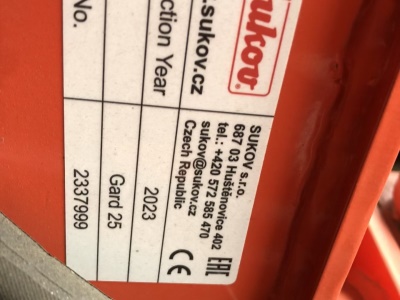 sukov
.sukov.cz
SUKOV s.r.o.
687 03 Huštěnovice 402
tel.: +420 572 585 470
sukov@sukov.cz
Czech Republic
EAC
CE
ction Year
2023
Gard 25
No.
2337999